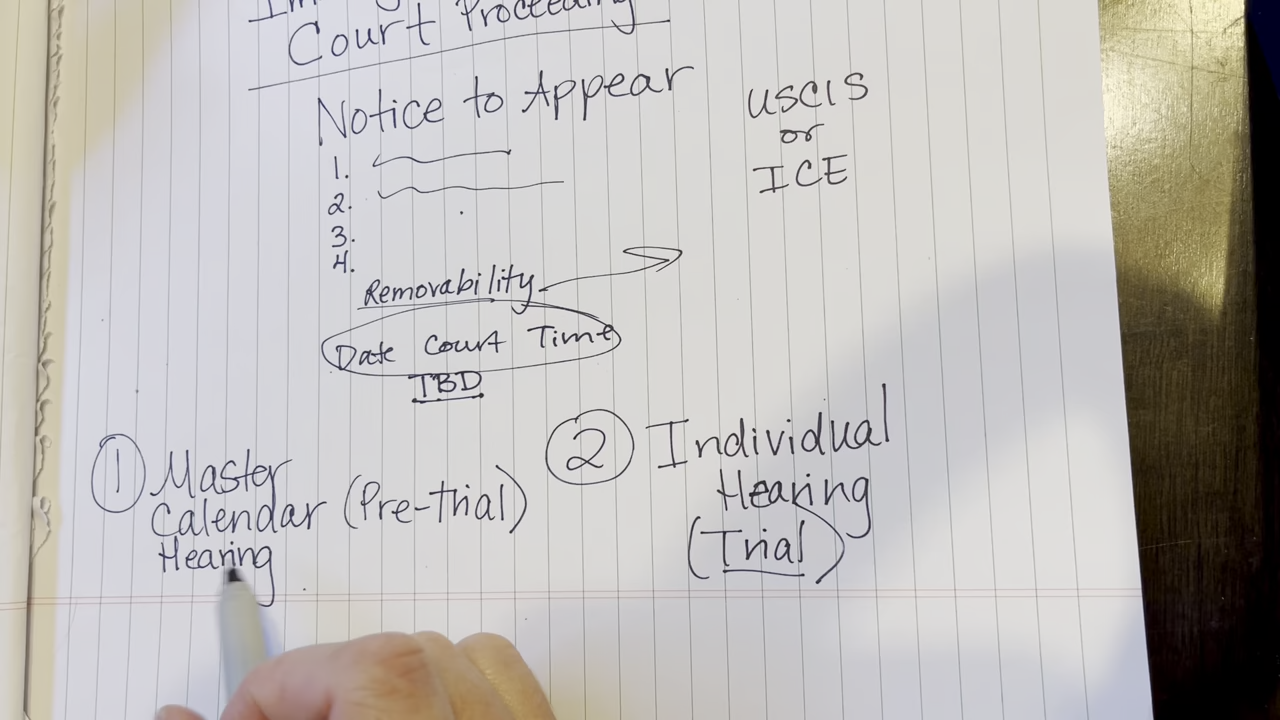 Court Proceeding
Notice to Appear
1.
2.
3.
4.
Removability
Date Court Time
TBD
USCIS
or
ICE
1 Master
Calendar (Pre-trial)
Hearing
2 Individual
Hearing
(Trial)